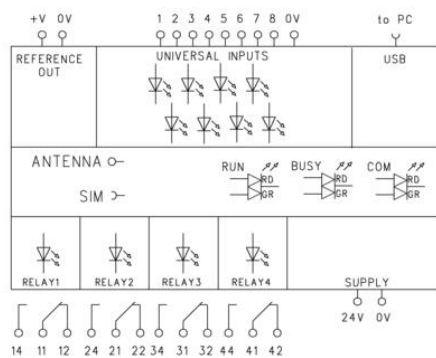 +V 0V 1 2 3 4 5 6 7 8 0V to PC
REFERENCE OUT UNIVERSAL INPUTS USB
ANTENNA RUN RD GR BUSY RD GR COM RD GR
SIM
RELAY1 RELAY2 RELAY3 RELAY4 SUPPLY
24V 0V
14 11 12 24 21 22 34 31 32 44 41 42